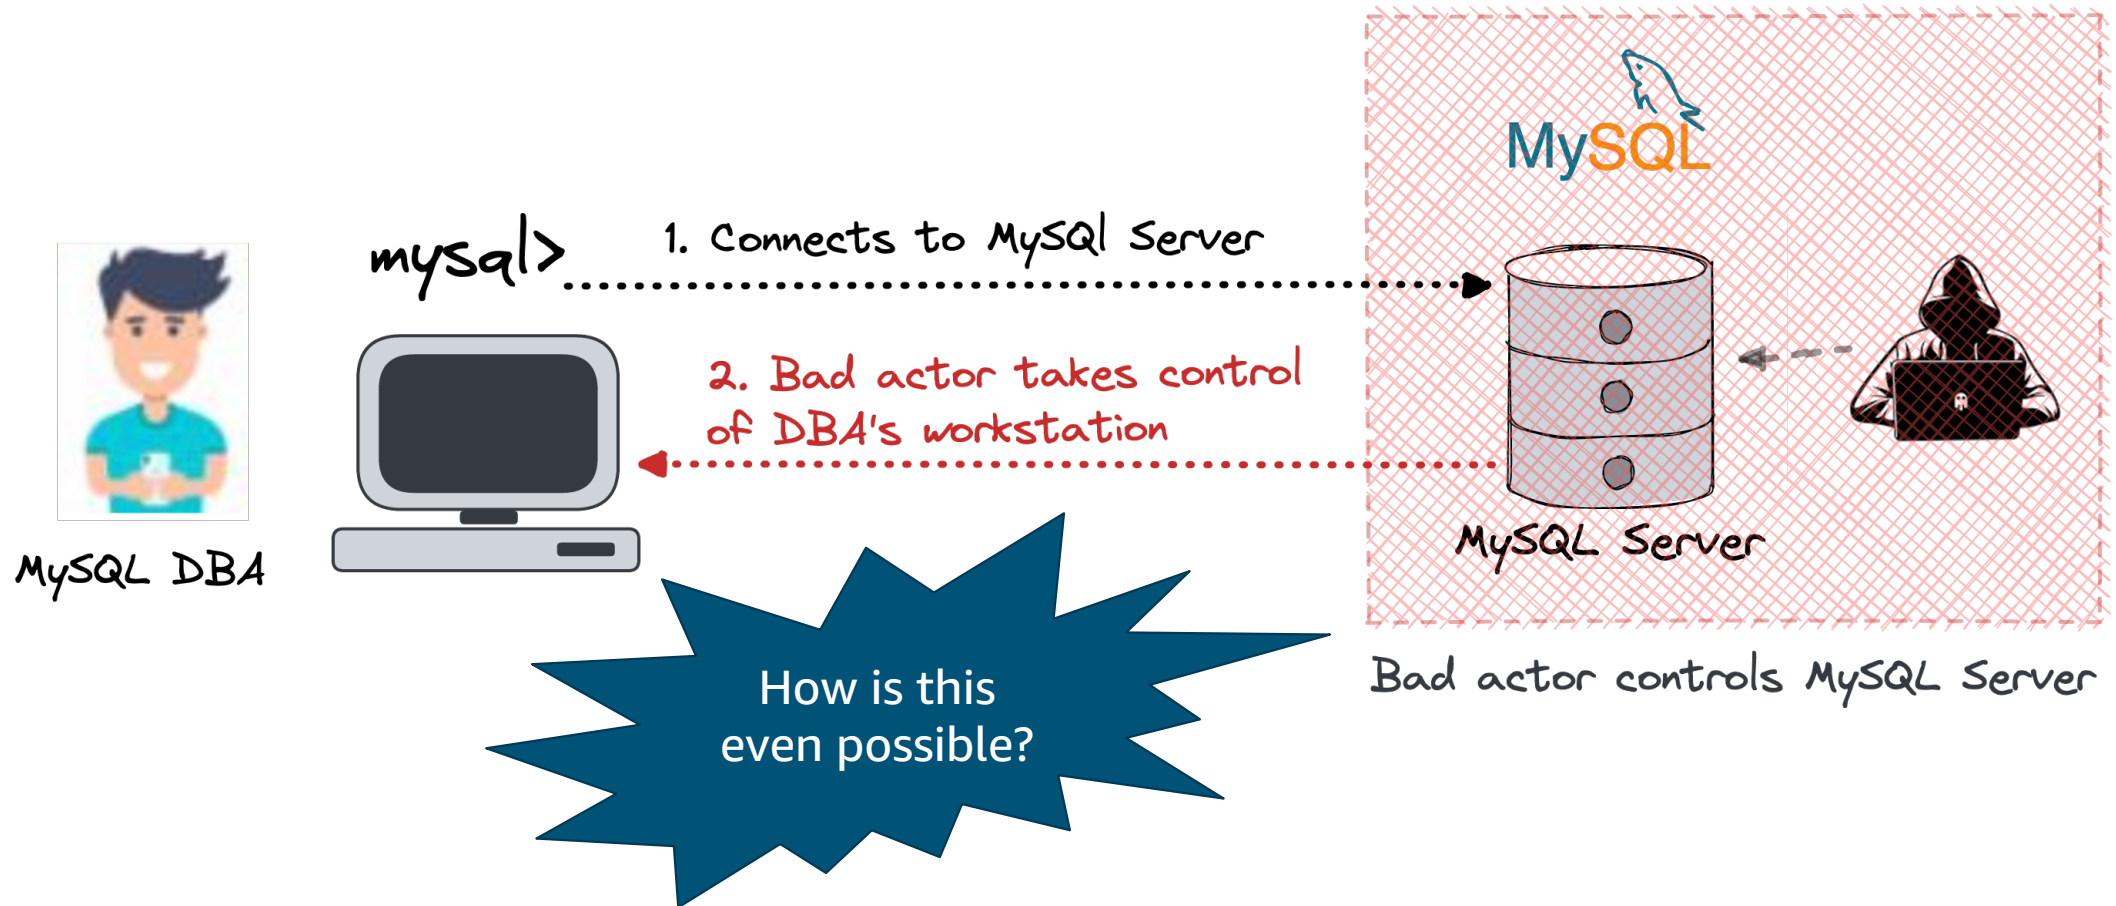 MySQL
mysql>
1. Connects to MySQl Server
2. Bad actor takes control
of DBA's workstation
MySQL DBA
MySQL Server
Bad actor controls MySQL Server
How is this
even possible?